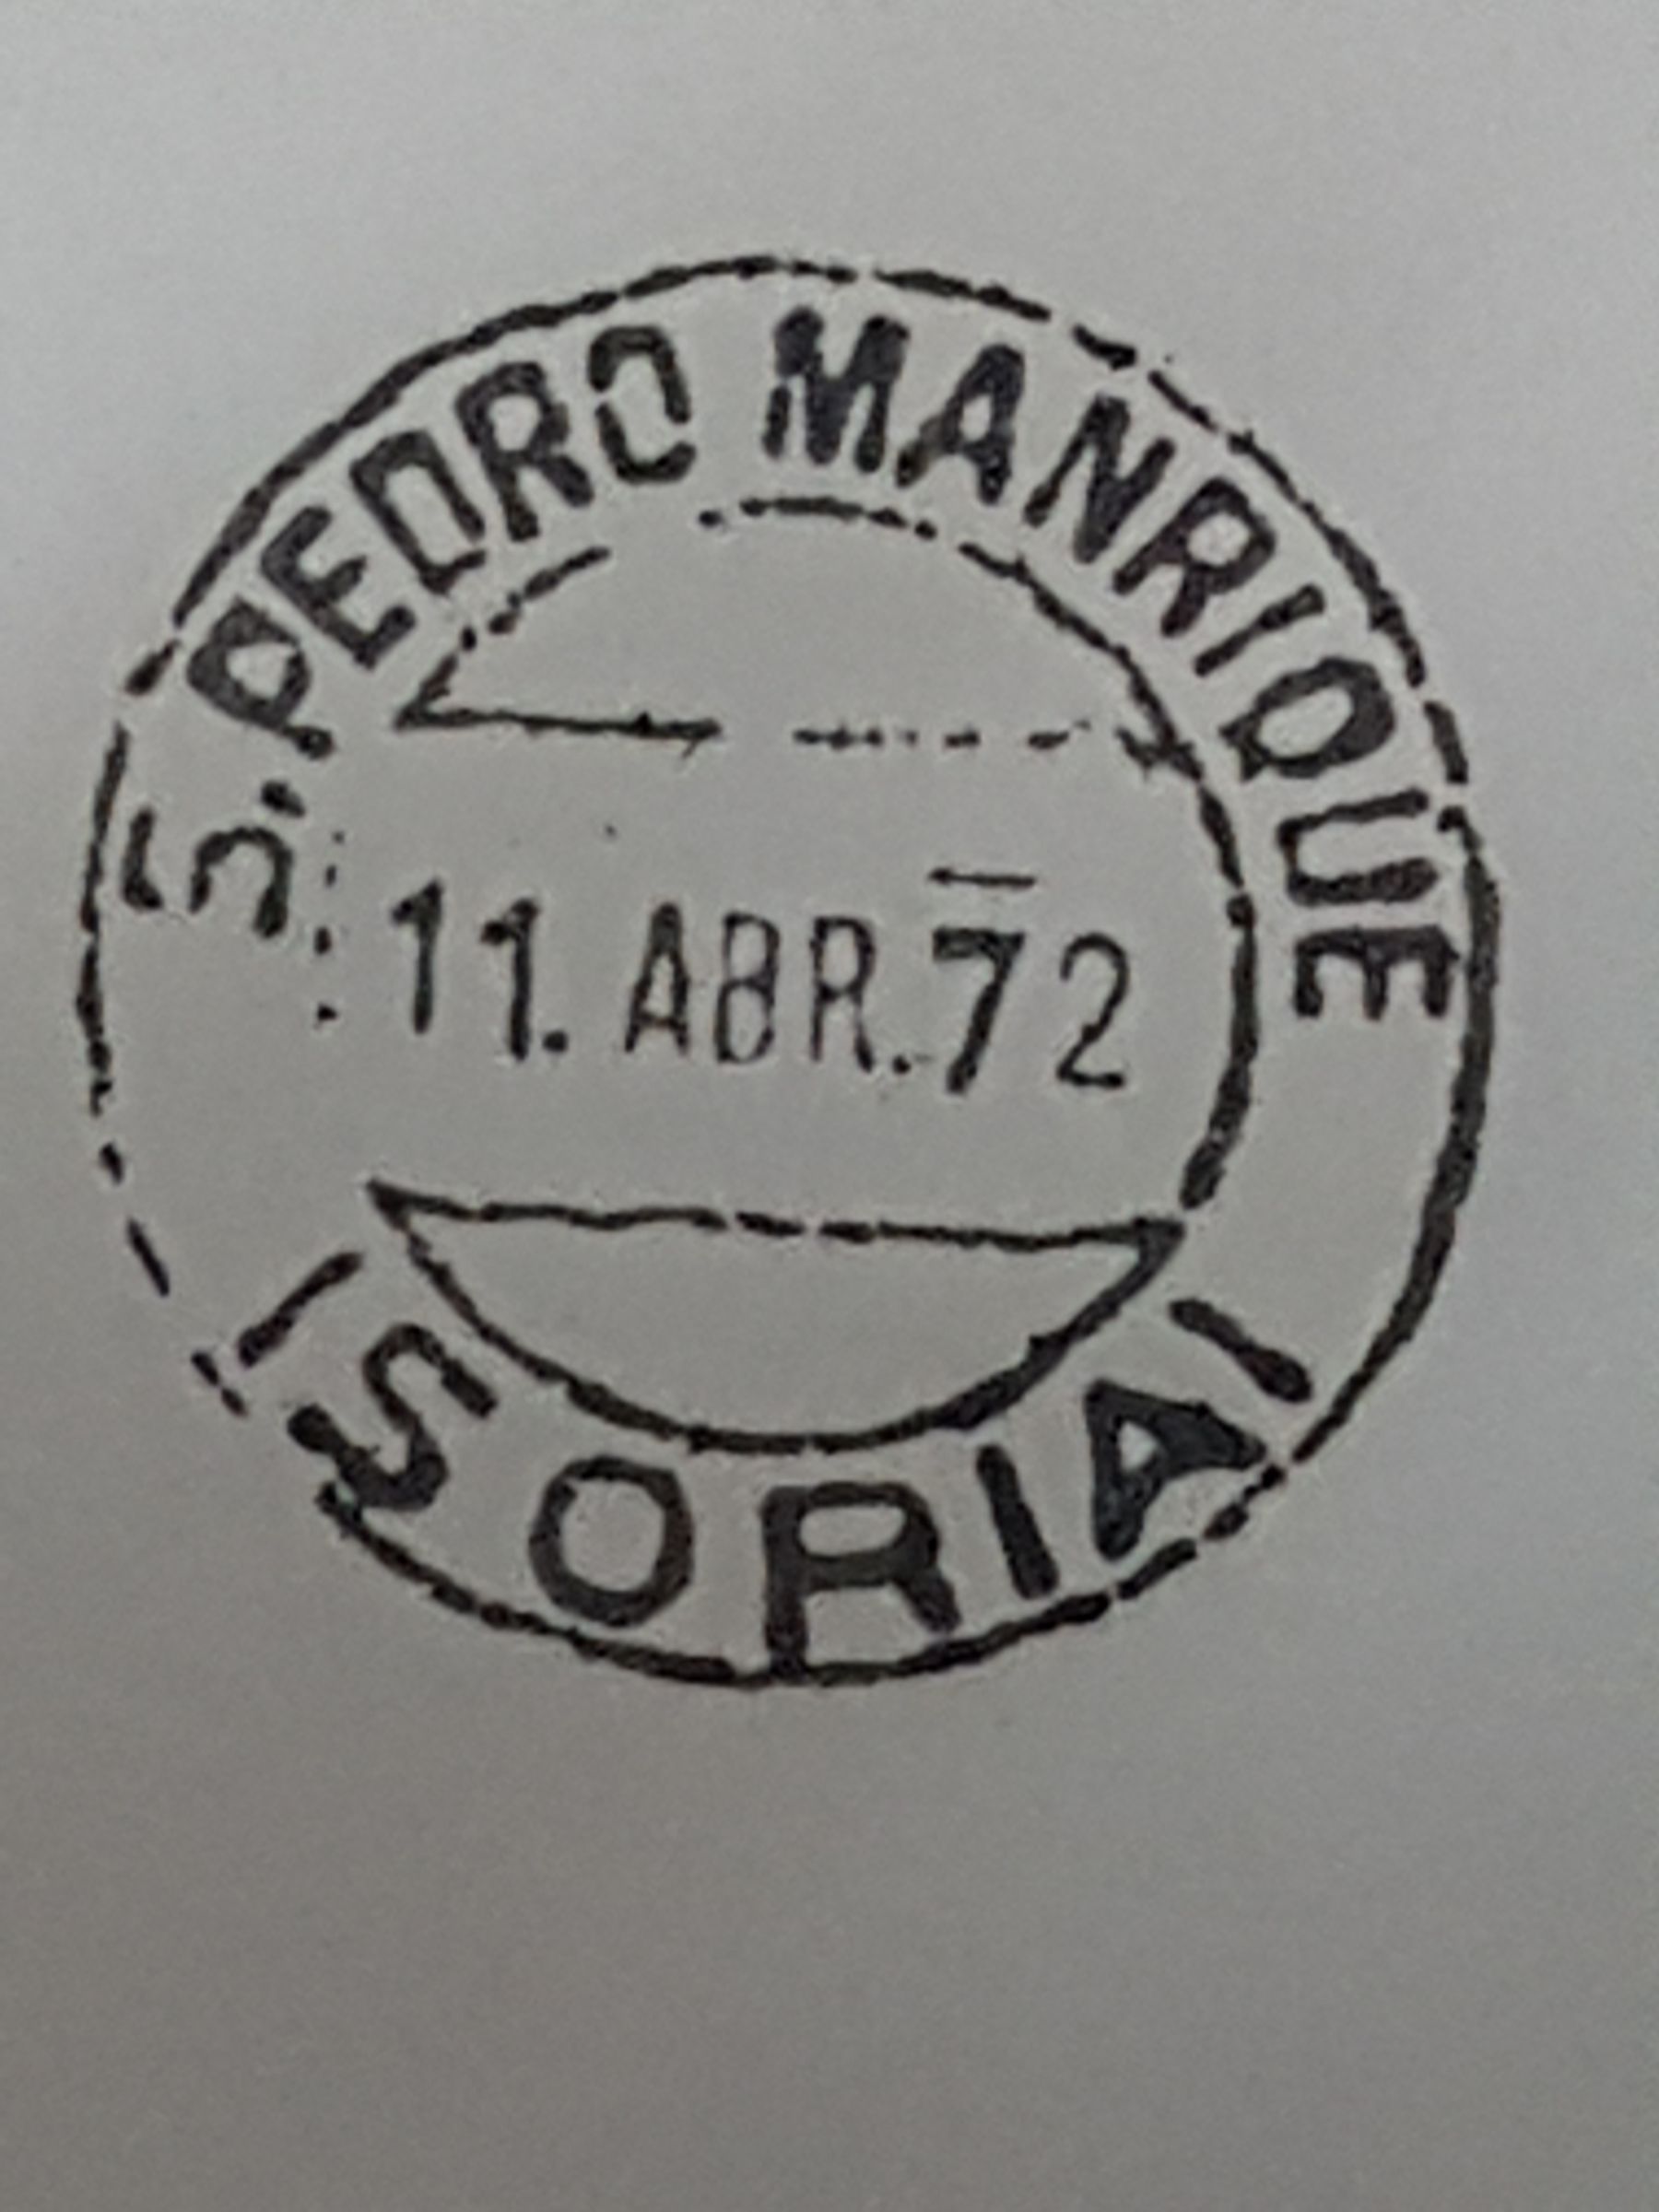 S. PEDRO MANRIQUE
11. ABR. 72
(SORIA)